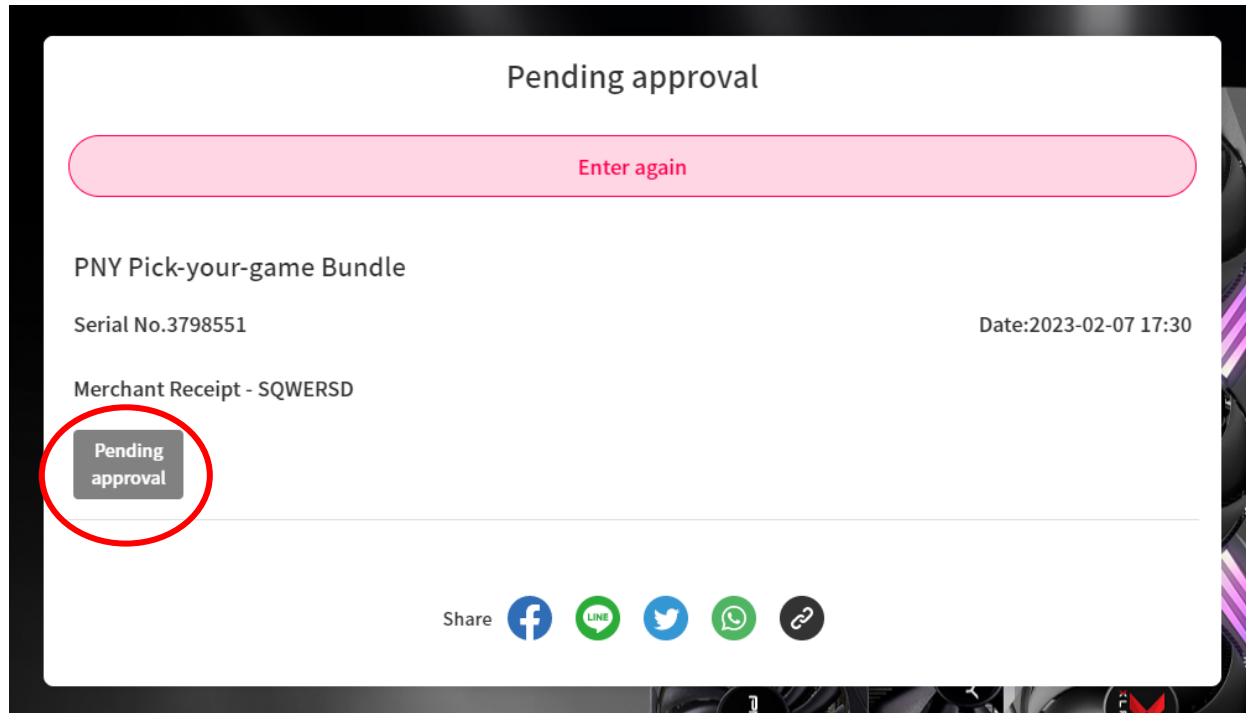 Pending approval
Enter again
PNY Pick-your-game Bundle
Serial No.3798551
Date:2023-02-07 17:30
Merchant Receipt - SQWERSD
Pending
approval
Share
LINE